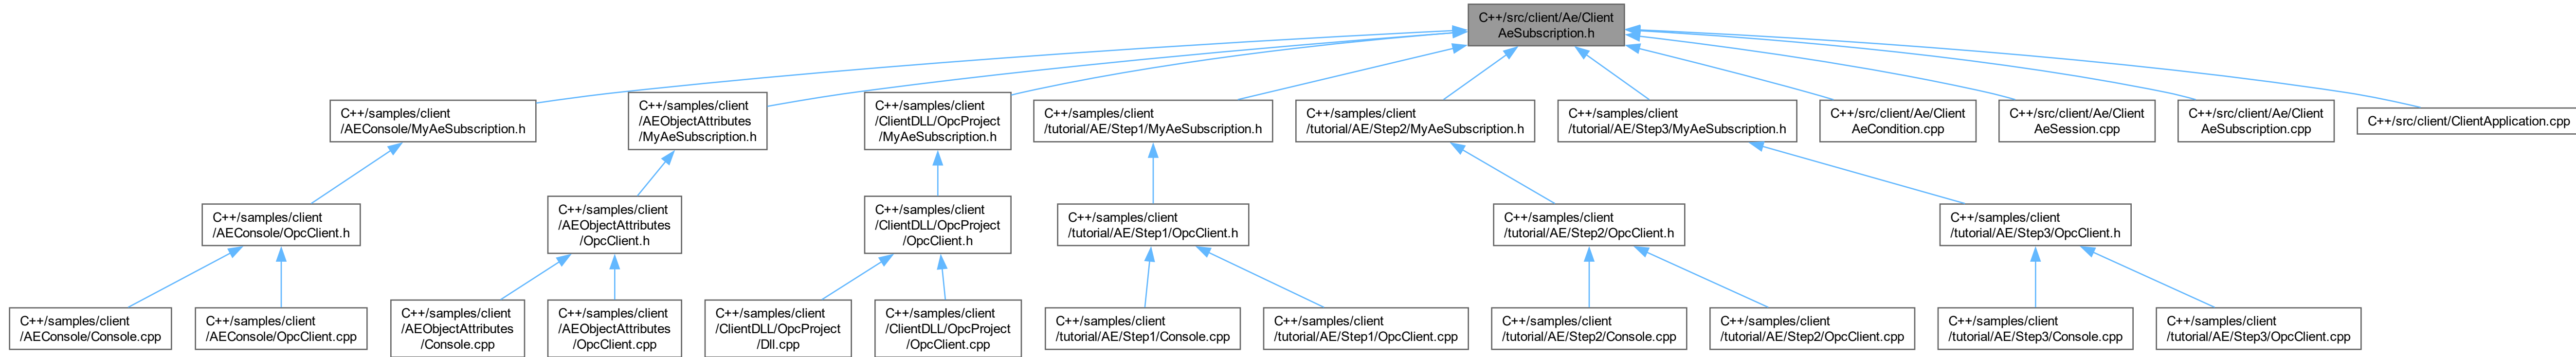 C++/src/client/Ae/Client
AeSubscription.h
C++/samples/client
/AEConsole/MyAeSubscription.h
C++/samples/client
/AEObjectAttributes
/MyAeSubscription.h
C++/samples/client
/ClientDLL/OpcProject
/MyAeSubscription.h
C++/samples/client
/tutorial/AE/Step1/MyAeSubscription.h
C++/samples/client
/tutorial/AE/Step2/MyAeSubscription.h
C++/samples/client
/tutorial/AE/Step3/MyAeSubscription.h
C++/src/client/Ae/Client
AeCondition.cpp
C++/src/client/Ae/Client
AeSession.cpp
C++/src/client/Ae/Client
AeSubscription.cpp
C++/src/client/ClientApplication.cpp
C++/samples/client
/AEConsole/OpcClient.h
C++/samples/client
/AEObjectAttributes
/OpcClient.h
C++/samples/client
/ClientDLL/OpcProject
/OpcClient.h
C++/samples/client
/tutorial/AE/Step1/OpcClient.h
C++/samples/client
/tutorial/AE/Step2/OpcClient.h
C++/samples/client
/tutorial/AE/Step3/OpcClient.h
C++/samples/client
/AEConsole/Console.cpp
C++/samples/client
/AEConsole/OpcClient.cpp
C++/samples/client
/AEObjectAttributes
/Console.cpp
C++/samples/client
/AEObjectAttributes
/OpcClient.cpp
C++/samples/client
/ClientDLL/OpcProject
/Dll.cpp
C++/samples/client
/ClientDLL/OpcProject
/OpcClient.cpp
C++/samples/client
/tutorial/AE/Step1/Console.cpp
C++/samples/client
/tutorial/AE/Step1/OpcClient.cpp
C++/samples/client
/tutorial/AE/Step2/Console.cpp
C++/samples/client
/tutorial/AE/Step2/OpcClient.cpp
C++/samples/client
/tutorial/AE/Step3/Console.cpp
C++/samples/client
/tutorial/AE/Step3/OpcClient.cpp